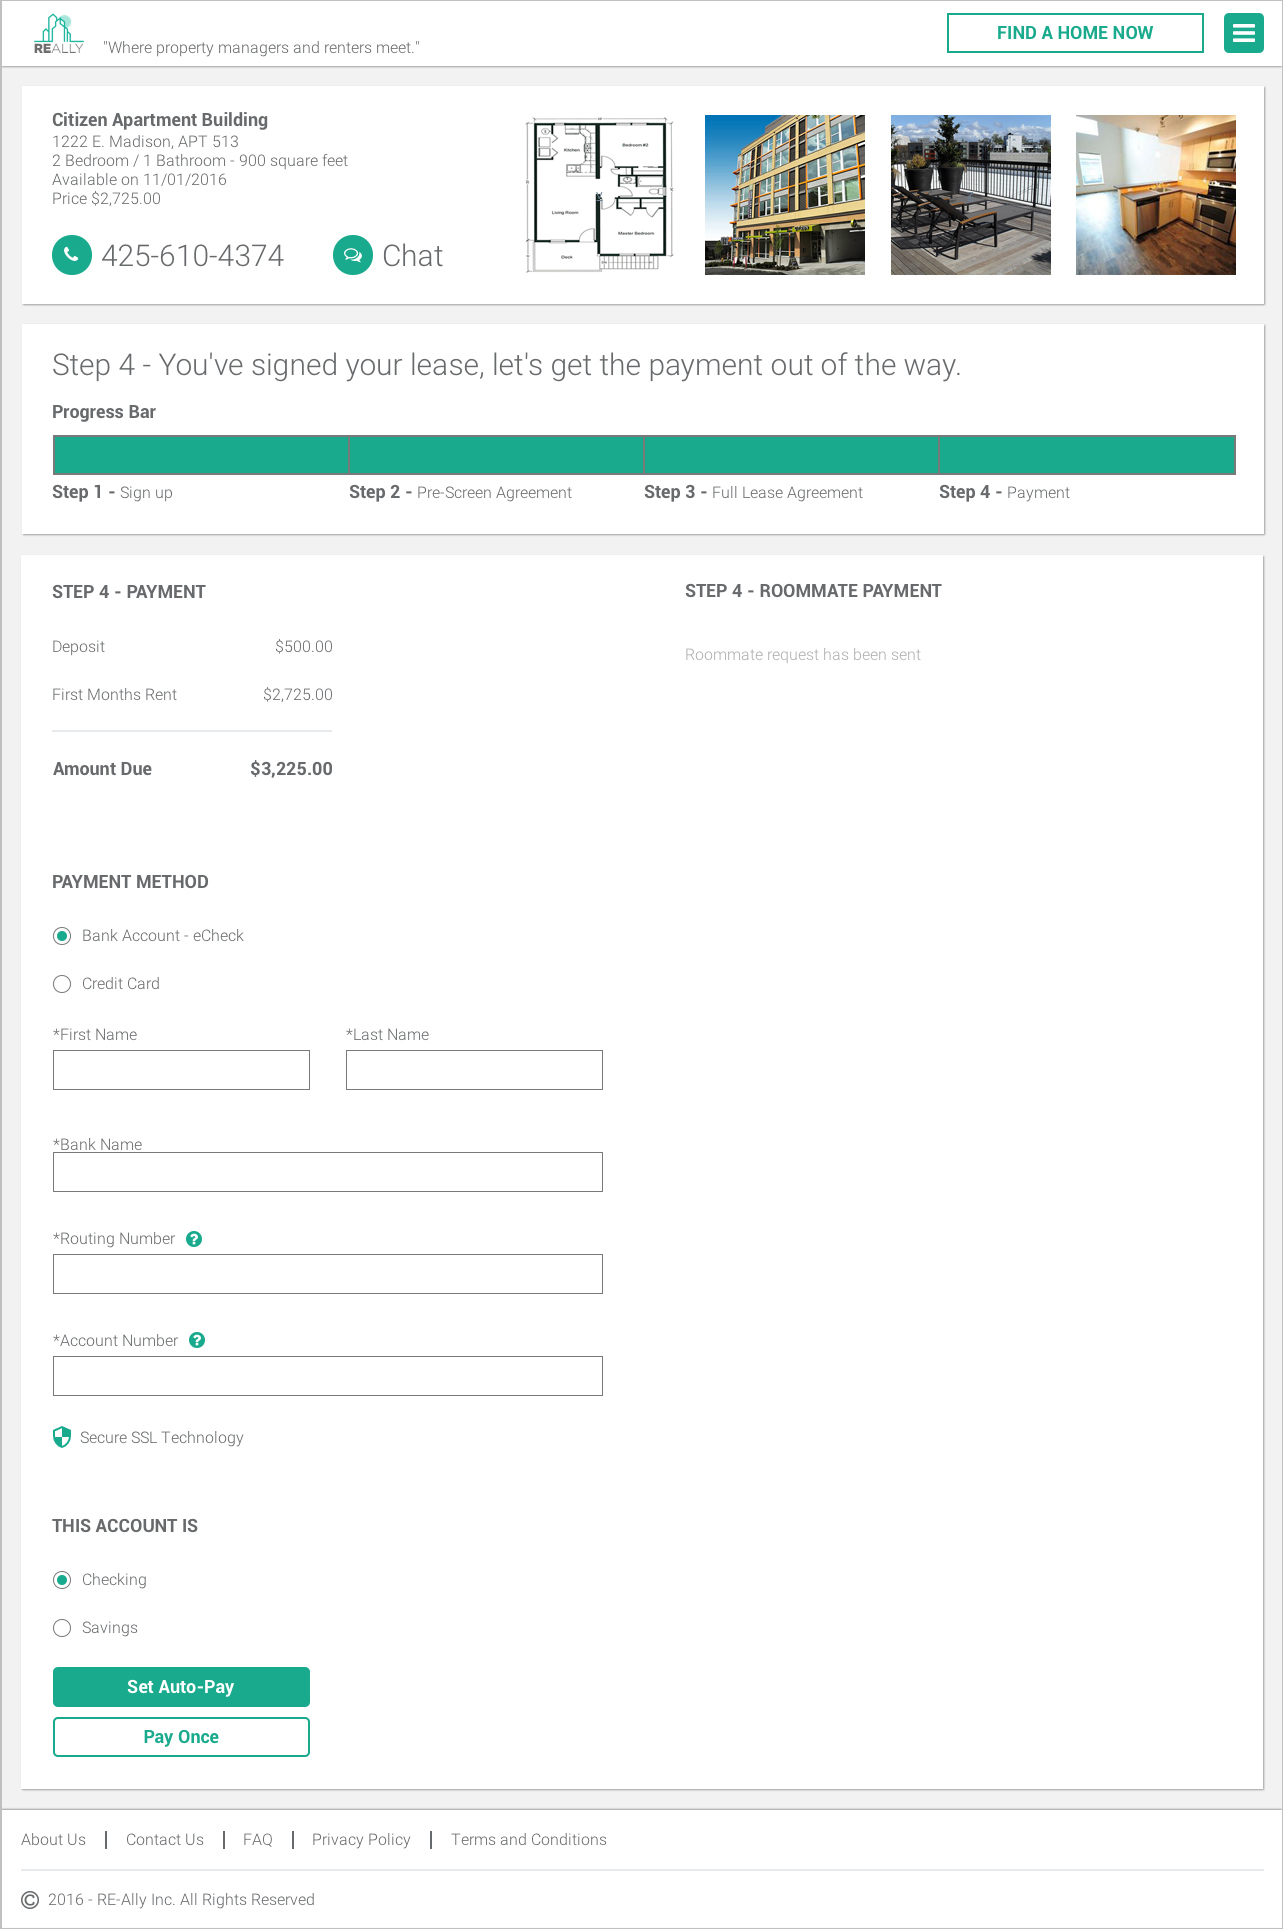 REALLY
"Where property managers and renters meet."
FIND A HOME NOW
Citizen Apartment Building
1222 E. Madison, APT 513
2 Bedroom / 1 Bathroom - 900 square feet
Available on 11/01/2016
Price $2,725.00
425-610-4374
Chat
Kitchen
Bedroom #2
Living Room
Master Bedroom
Deck
Step 4 - You've signed your lease, let's get the payment out of the way.
Progress Bar
Step 1 - Sign up
Step 2 - Pre-Screen Agreement
Step 3 - Full Lease Agreement
Step 4 - Payment
STEP 4 - PAYMENT
Deposit $500.00
First Months Rent $2,725.00
Amount Due $3,225.00
STEP 4 - ROOMMATE PAYMENT
Roommate request has been sent
PAYMENT METHOD
Bank Account - eCheck
Credit Card
*First Name
*Last Name
*Bank Name
*Routing Number ?
*Account Number ?
Secure SSL Technology
THIS ACCOUNT IS
Checking
Savings
Set Auto-Pay
Pay Once
About Us | Contact Us | FAQ | Privacy Policy | Terms and Conditions
© 2016 - RE-Ally Inc. All Rights Reserved